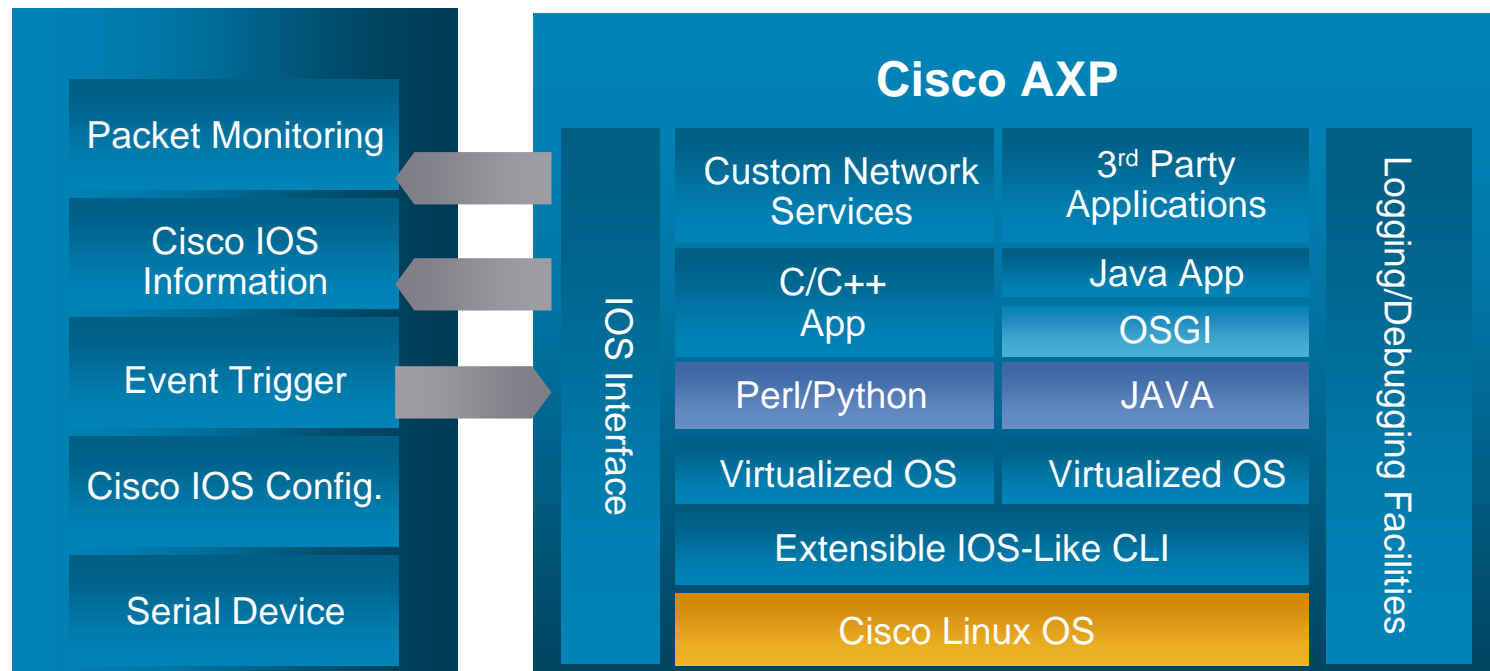 Packet Monitoring
Cisco IOS
Information
Event Trigger
Cisco IOS Config.
Serial Device
Cisco AXP
IOS Interface
Custom Network
Services
3rd Party
Applications
C/C++
App
Java App
OSGI
Perl/Python
JAVA
Virtualized OS
Virtualized OS
Extensible IOS-Like CLI
Cisco Linux OS
Logging/Debugging Facilities